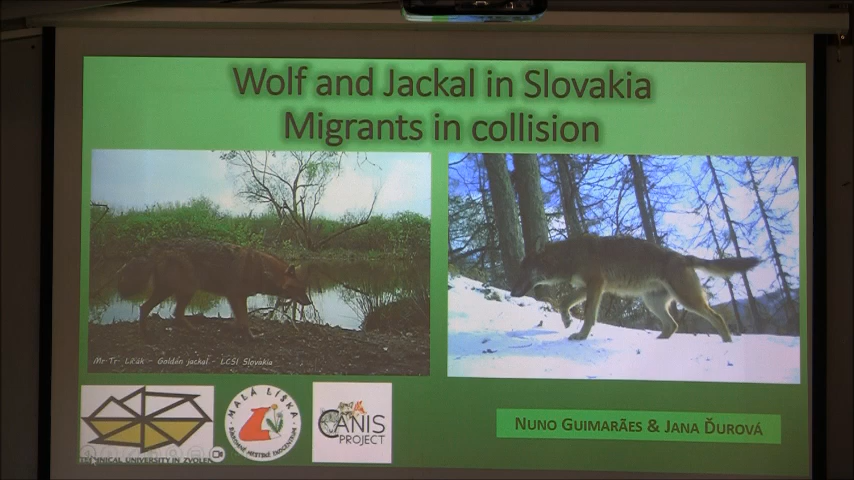 Wolf and Jackal in Slovakia
Migrants in collision
Golden jackal - LCSI Slovakia
TECHNICAL UNIVERSITY IN ZVOLEN
MALÁ LÍŠKA
CANIS
PROJECT
NUNO GUIMARÃES & JANA ĎUROVÁ